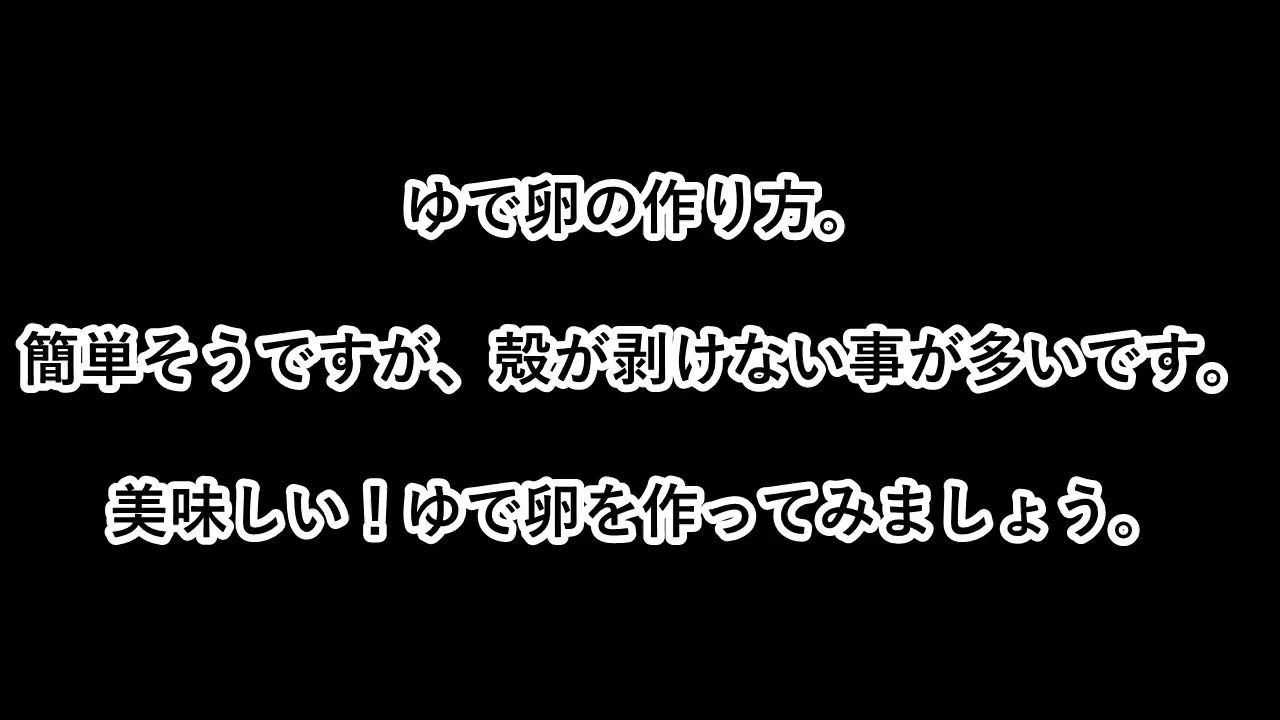 ゆで卵の作り方。
簡単そうですが、殻が剥けない事が多いです。
美味しい！ゆで卵を作ってみましょう。